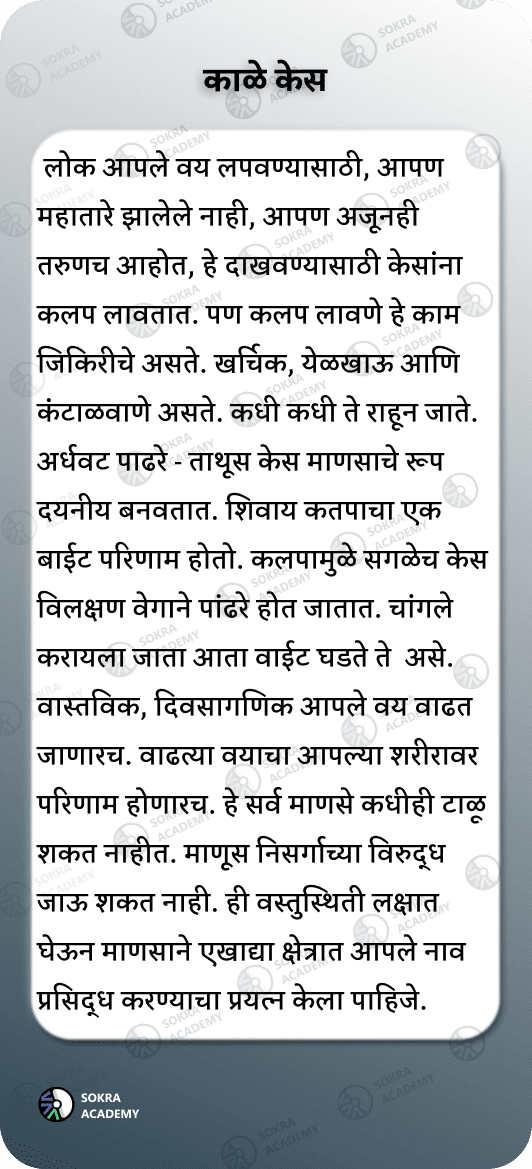 काळे केस
लोक आपले वय लपवण्यासाठी, आपण
महातारे झालेले नाही, आपण अजूनही
तरुणच आहोत, हे दाखवण्यासाठी केसांना
कलप लावतात. पण कलप लावणे हे काम
जिकिरीचे असते. खर्चिक, येळखाऊ आणि
कंटाळवाणे असते. कधी कधी ते राहून जाते.
अर्धवट पाढरे - ताथूस केस माणसाचे रूप
दयनीय बनवतात. शिवाय कतपाचा एक
बाईट परिणाम होतो. कलपामुळे सगळेच केस
विलक्षण वेगाने पांढरे होत जातात. चांगले
करायला जाता आता वाईट घडते ते असे.
वास्तविक, दिवसागणिक आपले वय वाढत
जाणारच. वाढत्या वयाचा आपल्या शरीरावर
परिणाम होणारच. हे सर्व माणसे कधीही टाळू
शकत नाहीत. माणूस निसर्गाच्या विरुद्ध
जाऊ शकत नाही. ही वस्तुस्थिती लक्षात
घेऊन माणसाने एखाद्या क्षेत्रात आपले नाव
प्रसिद्ध करण्याचा प्रयत्न केला पाहिजे.
SOKRA
ACADEMY